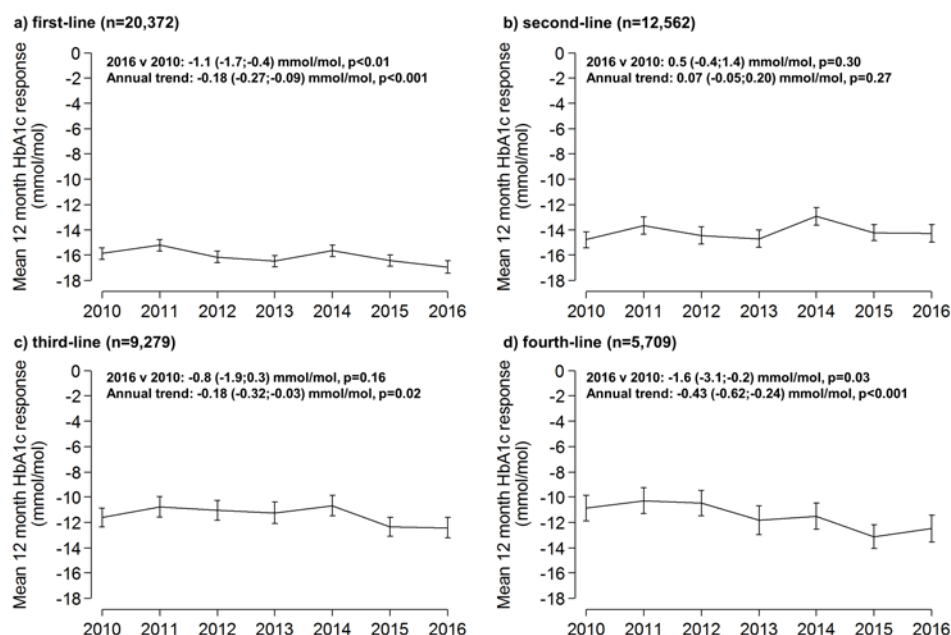 a) first-line (n=20,372)
2016 v 2010: -1.1 (-1.7;-0.4) mmol/mol, p<0.01
Annual trend: -0.18 (-0.27;-0.09) mmol/mol, p<0.001
Mean 12 month HbA1c response
(mmol/mol)
0
-2
-4
-6
-8
-10
-12
-14
-16
-18
2010 2011 2012 2013 2014 2015 2016
b) second-line (n=12,562)
2016 v 2010: 0.5 (-0.4;1.4) mmol/mol, p=0.30
Annual trend: 0.07 (-0.05;0.20) mmol/mol, p=0.27
Mean 12 month HbA1c response
(mmol/mol)
0
-2
-4
-6
-8
-10
-12
-14
-16
-18
2010 2011 2012 2013 2014 2015 2016
c) third-line (n=9,279)
2016 v 2010: -0.8 (-1.9;0.3) mmol/mol, p=0.16
Annual trend: -0.18 (-0.32;-0.03) mmol/mol, p=0.02
Mean 12 month HbA1c response
(mmol/mol)
0
-2
-4
-6
-8
-10
-12
-14
-16
-18
2010 2011 2012 2013 2014 2015 2016
d) fourth-line (n=5,709)
2016 v 2010: -1.6 (-3.1;-0.2) mmol/mol, p=0.03
Annual trend: -0.43 (-0.62;-0.24) mmol/mol, p<0.001
Mean 12 month HbA1c response
(mmol/mol)
0
-2
-4
-6
-8
-10
-12
-14
-16
-18
2010 2011 2012 2013 2014 2015 2016